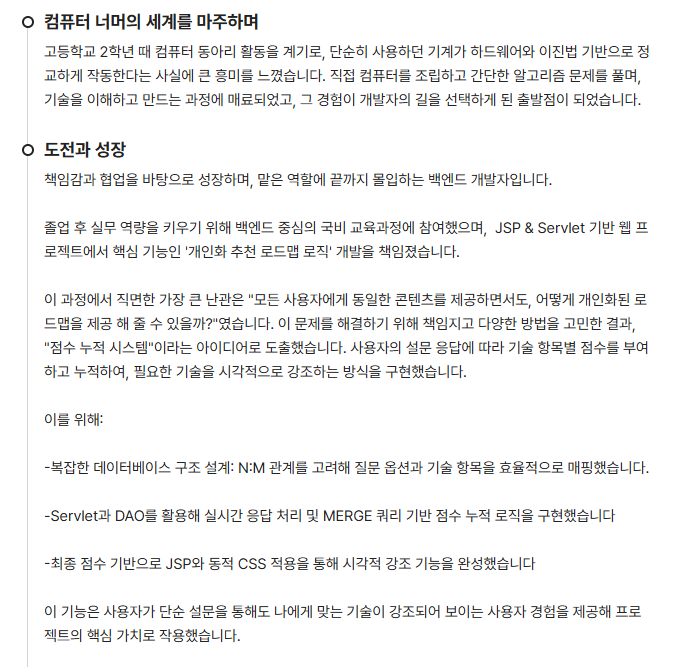 컴퓨터 너머의 세계를 마주하며
고등학교 2학년 때 컴퓨터 동아리 활동을 계기로, 단순히 사용하던 기계가 하드웨어와 이진법 기반으로 정
교하게 작동한다는 사실에 큰 흥미를 느꼈습니다. 직접 컴퓨터를 조립하고 간단한 알고리즘 문제를 풀며,
기술을 이해하고 만드는 과정에 매료되었고, 그 경험이 개발자의 길을 선택하게 된 출발점이 되었습니다.
도전과 성장
책임감과 협업을 바탕으로 성장하며, 맡은 역할에 끝까지 몰입하는 백엔드 개발자입니다.
졸업 후 실무 역량을 키우기 위해 백엔드 중심의 국비 교육과정에 참여했으며, JSP & Servlet 기반 웹 프
로젝트에서 핵심 기능인 '개인화 추천 로드맵 로직' 개발을 책임졌습니다.
이 과정에서 직면한 가장 큰 난관은 "모든 사용자에게 동일한 콘텐츠를 제공하면서도, 어떻게 개인화된 로
드맵을 제공 해 줄 수 있을까?"였습니다. 이 문제를 해결하기 위해 책임지고 다양한 방법을 고민한 결과,
"점수 누적 시스템"이라는 아이디어로 도출했습니다. 사용자의 설문 응답에 따라 기술 항목별 점수를 부여
하고 누적하여, 필요한 기술을 시각적으로 강조하는 방식을 구현했습니다.
이를 위해:
-복잡한 데이터베이스 구조 설계: N:M 관계를 고려해 질문 옵션과 기술 항목을 효율적으로 매핑했습니다.
-Servlet과 DAO를 활용해 실시간 응답 처리 및 MERGE 쿼리 기반 점수 누적 로직을 구현했습니다
-최종 점수 기반으로 JSP와 동적 CSS 적용을 통해 시각적 강조 기능을 완성했습니다
이 기능은 사용자가 단순 설문을 통해도 나에게 맞는 기술이 강조되어 보이는 사용자 경험을 제공해 프로
젝트의 핵심 가치로 작용했습니다.